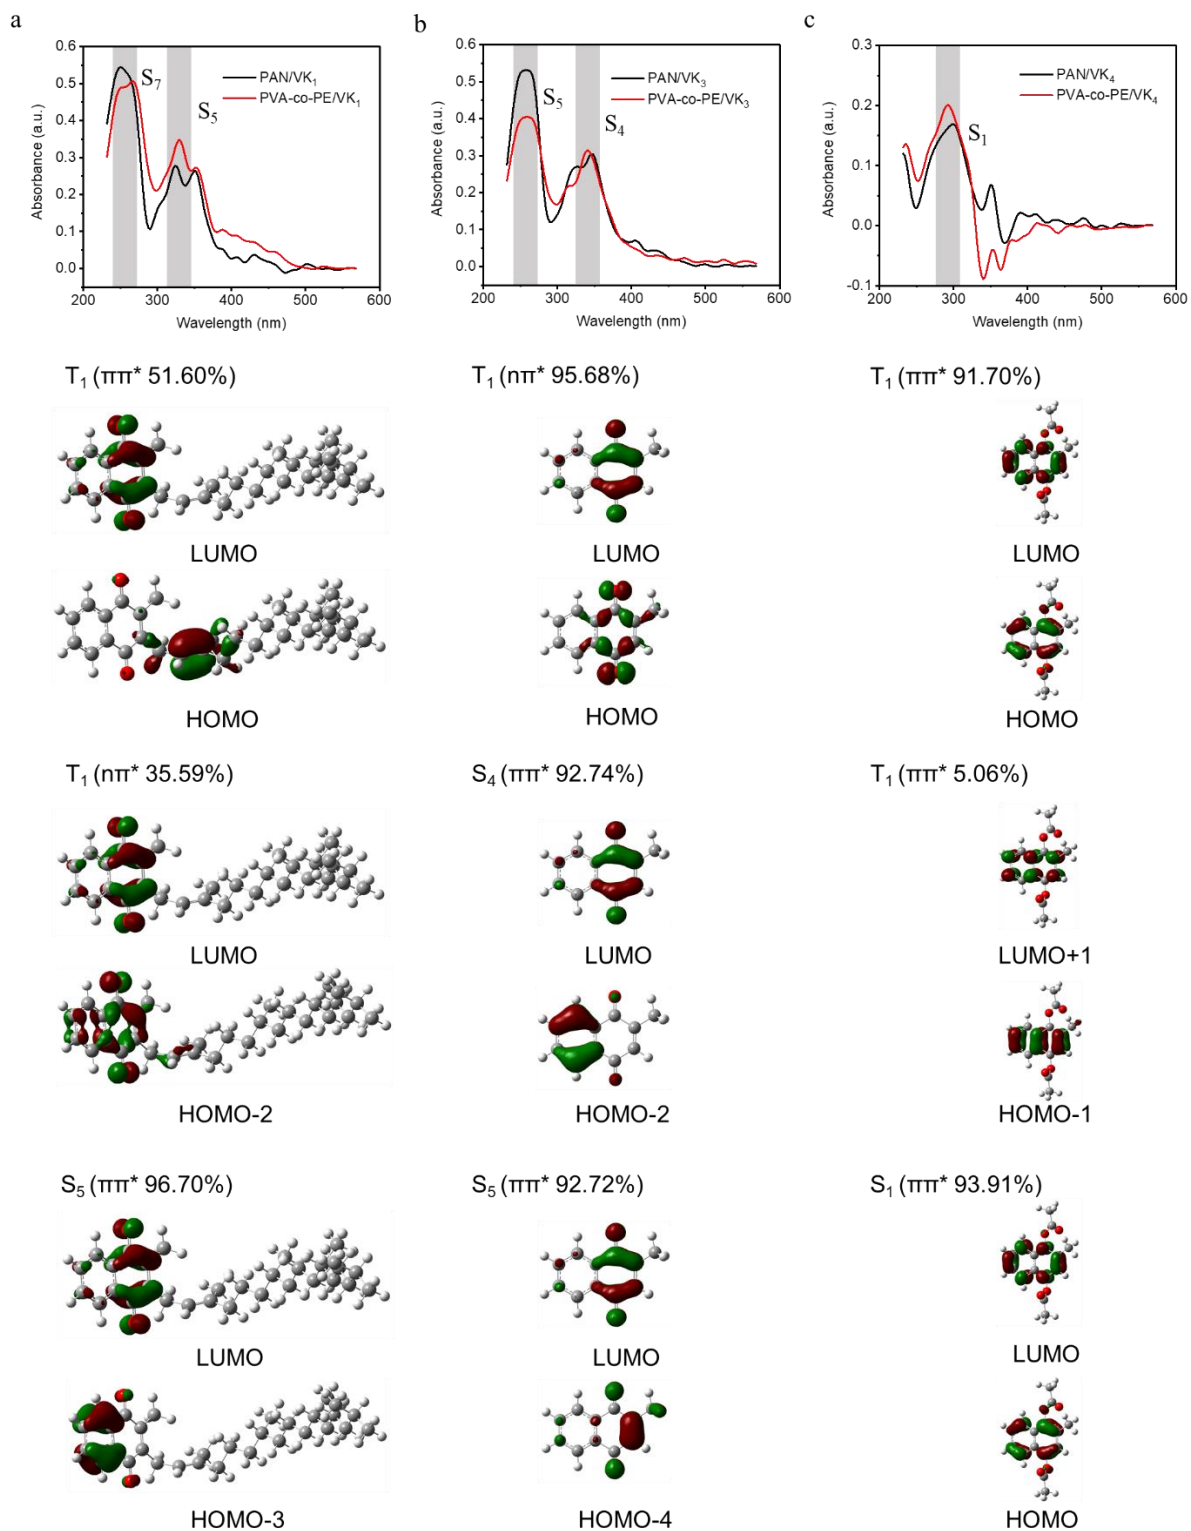 a
0.6
0.5
0.4
0.3
0.2
0.1
0.0
Absorbance (a.u.)
200 300 400 500 600
Wavelength (nm)
PAN/VK₁
PVA-co-PE/VK₁
S₇
S₅
b
0.6
0.5
0.4
0.3
0.2
0.1
0.0
Absorbance (a.u.)
200 300 400 500 600
Wavelength (nm)
PAN/VK₃
PVA-co-PE/VK₃
S₅
S₄
c
0.3
0.2
0.1
0.0
-0.1
Absorbance (a.u.)
200 300 400 500 600
Wavelength (nm)
PAN/VK₄
PVA-co-PE/VK₄
S₁
T₁ (ππ* 51.60%)
LUMO
HOMO
T₁ (nπ* 35.59%)
LUMO
HOMO-2
S₅ (ππ* 96.70%)
LUMO
HOMO-3
T₁ (nπ* 95.68%)
LUMO
HOMO
S₄ (ππ* 92.74%)
LUMO
HOMO-2
S₅ (ππ* 92.72%)
LUMO
HOMO-4
T₁ (ππ* 91.70%)
LUMO
HOMO
T₁ (ππ* 5.06%)
LUMO+1
HOMO-1
S₁ (ππ* 93.91%)
LUMO
HOMO